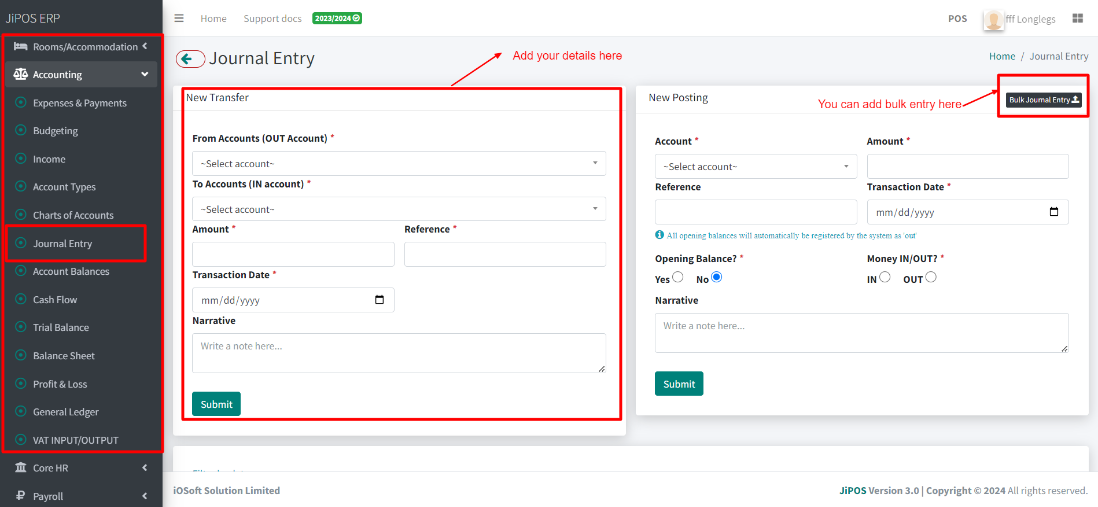 JiPOS ERP
Home
Support docs
2023/2024
POS
fff Longlegs
Rooms/Accommodation
Accounting
Expenses & Payments
Budgeting
Income
Account Types
Charts of Accounts
Journal Entry
Account Balances
Cash Flow
Trial Balance
Balance Sheet
Profit & Loss
General Ledger
VAT INPUT/OUTPUT
Core HR
Payroll
Journal Entry
Add your details here
Home / Journal Entry
New Transfer
From Accounts (OUT Account) *
~Select account~
To Accounts (IN account) *
~Select account~
Amount *
Reference *
Transaction Date *
mm/dd/yyyy
Narrative
Write a note here...
Submit
New Posting
You can add bulk entry here
Bulk Journal Entry
Account *
Amount *
~Select account~
Reference
Transaction Date *
mm/dd/yyyy
All opening balances will automatically be registered by the system as 'out'
Opening Balance? *
Money IN/OUT? *
Yes
No
IN
OUT
Narrative
Write a note here...
Submit
iOSoft Solution Limited
JiPOS Version 3.0 | Copyright © 2024 All rights reserved.